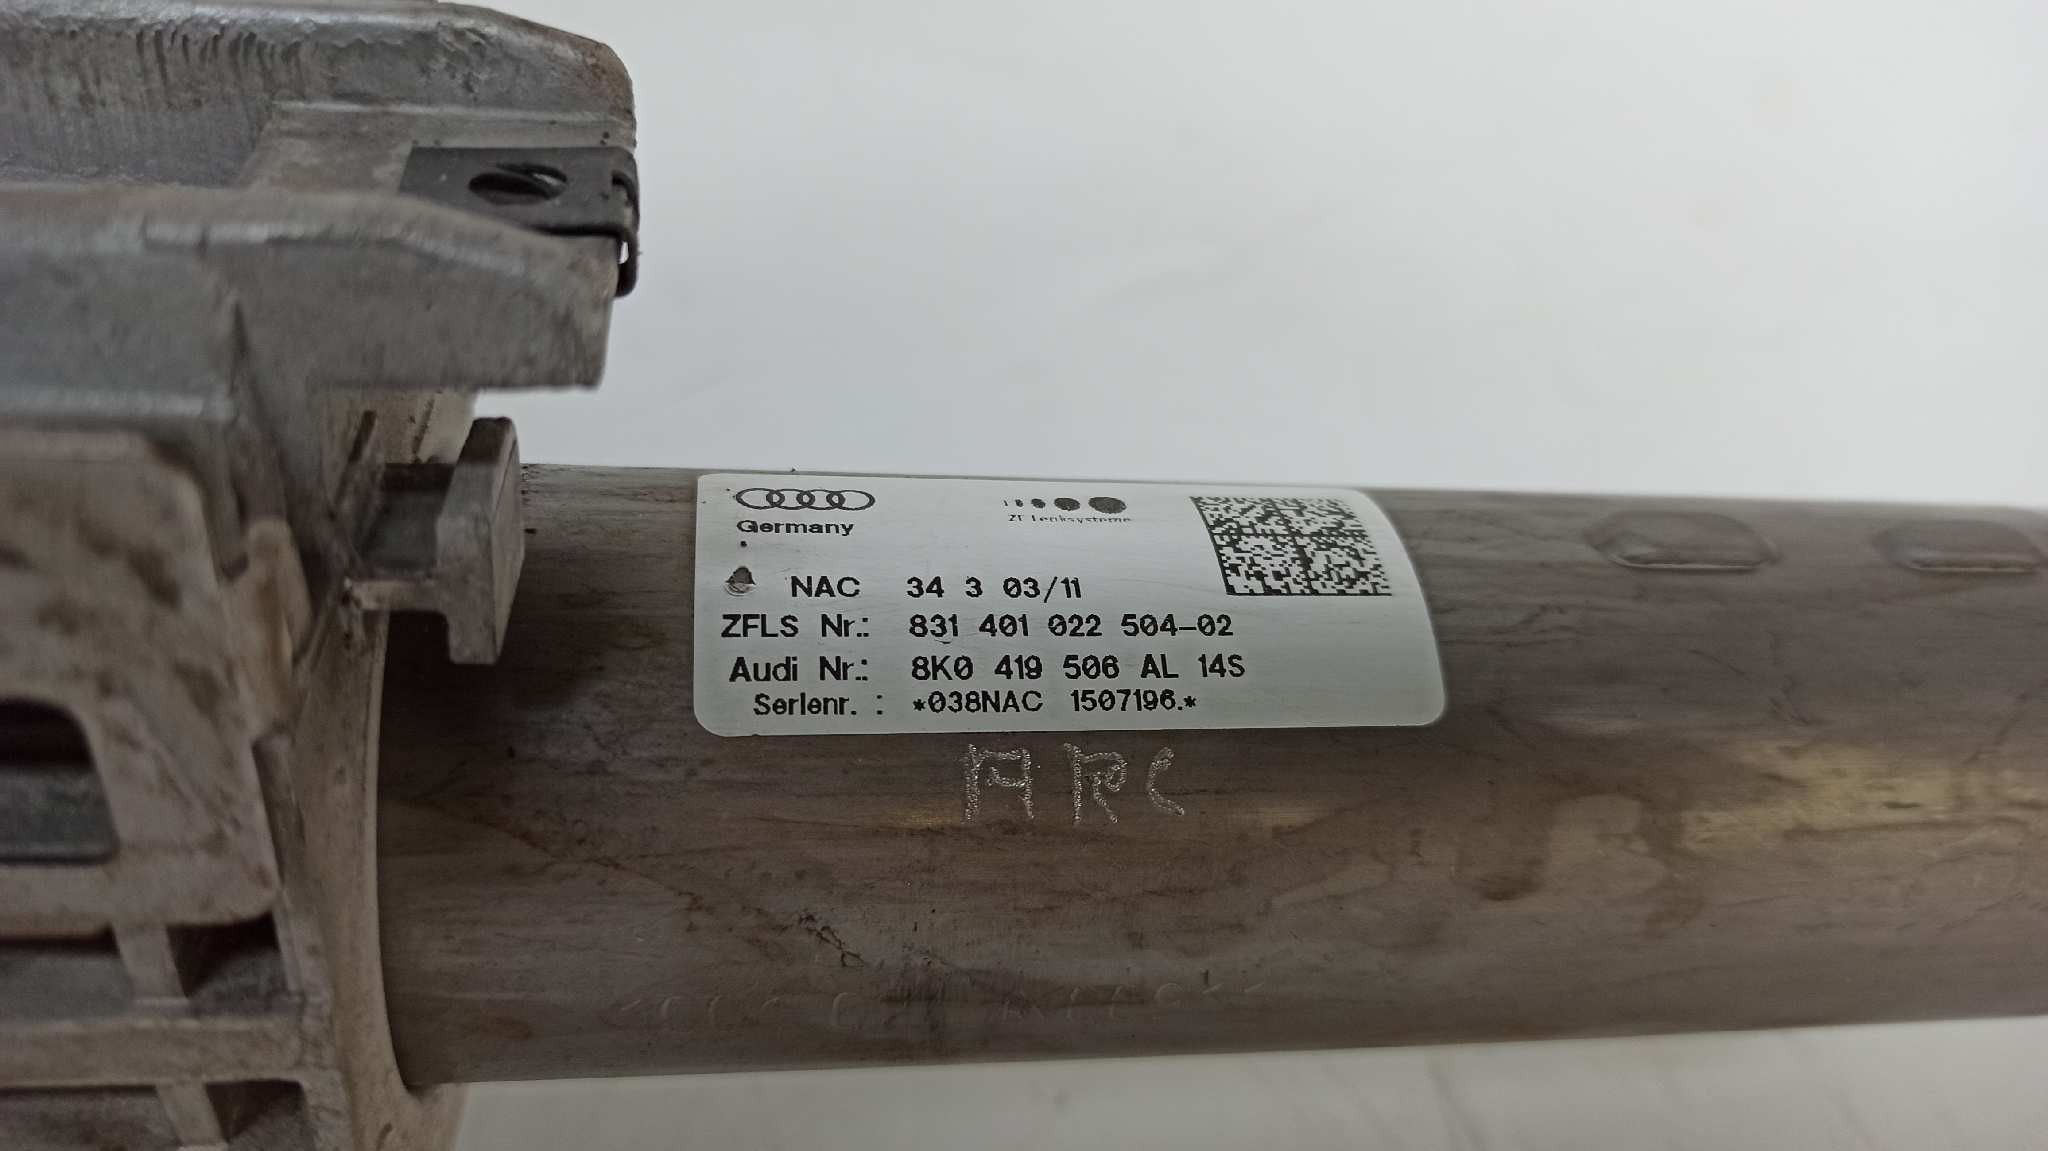 Germany
ZF Lenksysteme
NAC 34 3 03/11
ZFLS Nr.: 831 401 022 504-02
Audi Nr.: 8K0 419 506 AL 14S
Serienr. : *038NAC 1507196.*
ARC